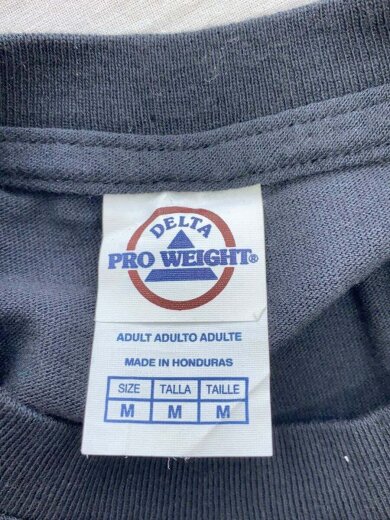 DELTA
PRO WEIGHT®
ADULT ADULTO ADULTE
MADE IN HONDURAS
SIZE TALLA TAILLE
M M M